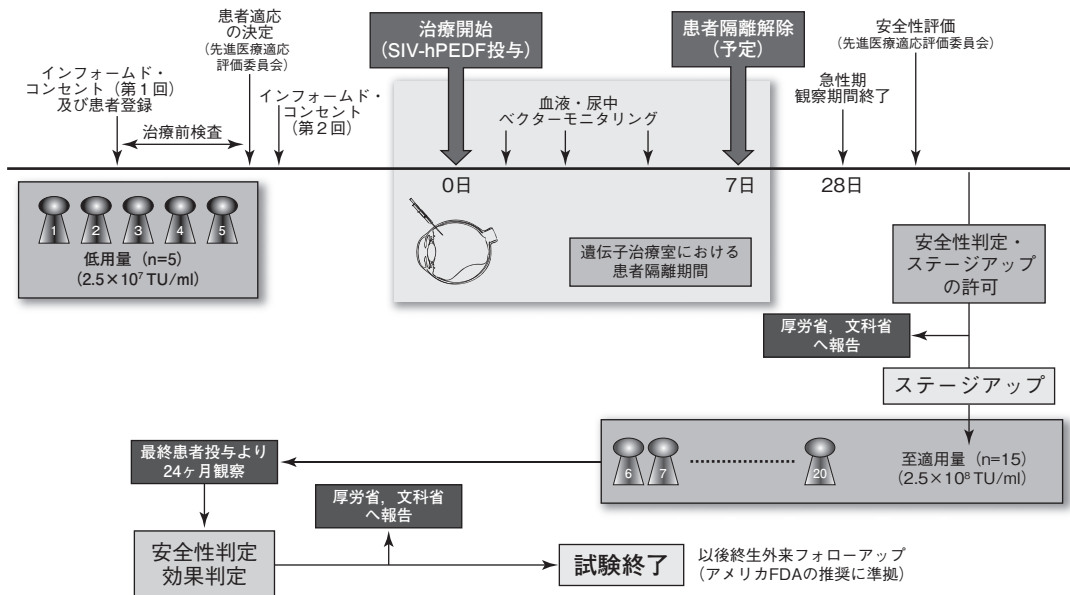 患者適応
の決定
(先進医療適応
評価委員会)
治療開始
(SIV-hPEDF投与)
患者隔離解除
(予定)
安全性評価
(先進医療適応評価委員会)
インフォームド・
コンセント(第1回)
及び患者登録
治療前検査
インフォームド・
コンセント
(第2回)
血液・尿中
ベクターモニタリング
急性期
観察期間終了
0日
7日
28日
1 2 3 4 5
低用量(n=5)
(2.5×10⁷ TU/ml)
遺伝子治療室における
患者隔離期間
安全性判定・
ステージアップ
の許可
厚労省,文科省
へ報告
ステージアップ
6 7 20
至適用量(n=15)
(2.5×10⁸ TU/ml)
最終患者投与より
24ヶ月観察
厚労省,文科省
へ報告
安全性判定
効果判定
試験終了
以後終生外来フォローアップ
(アメリカFDAの推奨に準拠)